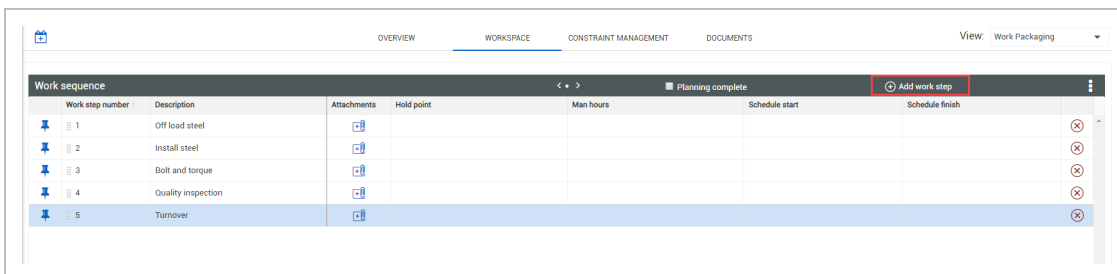 OVERVIEW WORKSPACE CONSTRAINT MANAGEMENT DOCUMENTS View: Work Packaging
Work sequence Planning complete Add work step
Work step number Description Attachments Hold point Man hours Schedule start Schedule finish
1 Off load steel
2 Install steel
3 Bolt and torque
4 Quality inspection
5 Turnover